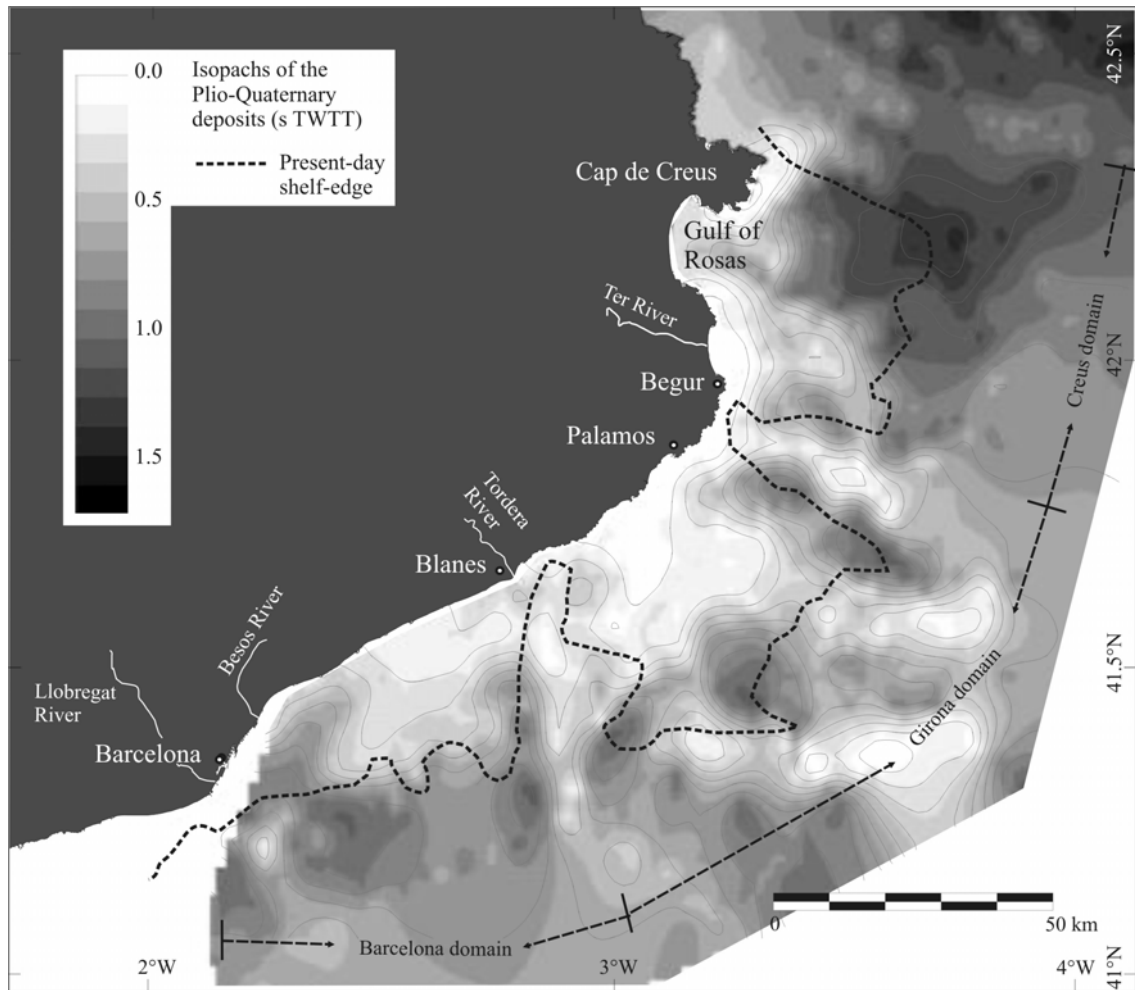 0.0
0.5
1.0
1.5
Isopachs of the
Plio-Quaternary
deposits (s TWTT)
Present-day
shelf-edge
42.5°N
Cap de Creus
Gulf of
Rosas
Ter River
Begur
Palamos
Tordera
River
Blanes
Besos River
Llobregat
River
Barcelona
42°N
Creus domain
41.5°N
Girona domain
Barcelona domain
0
50 km
2°W
3°W
4°W
41°N